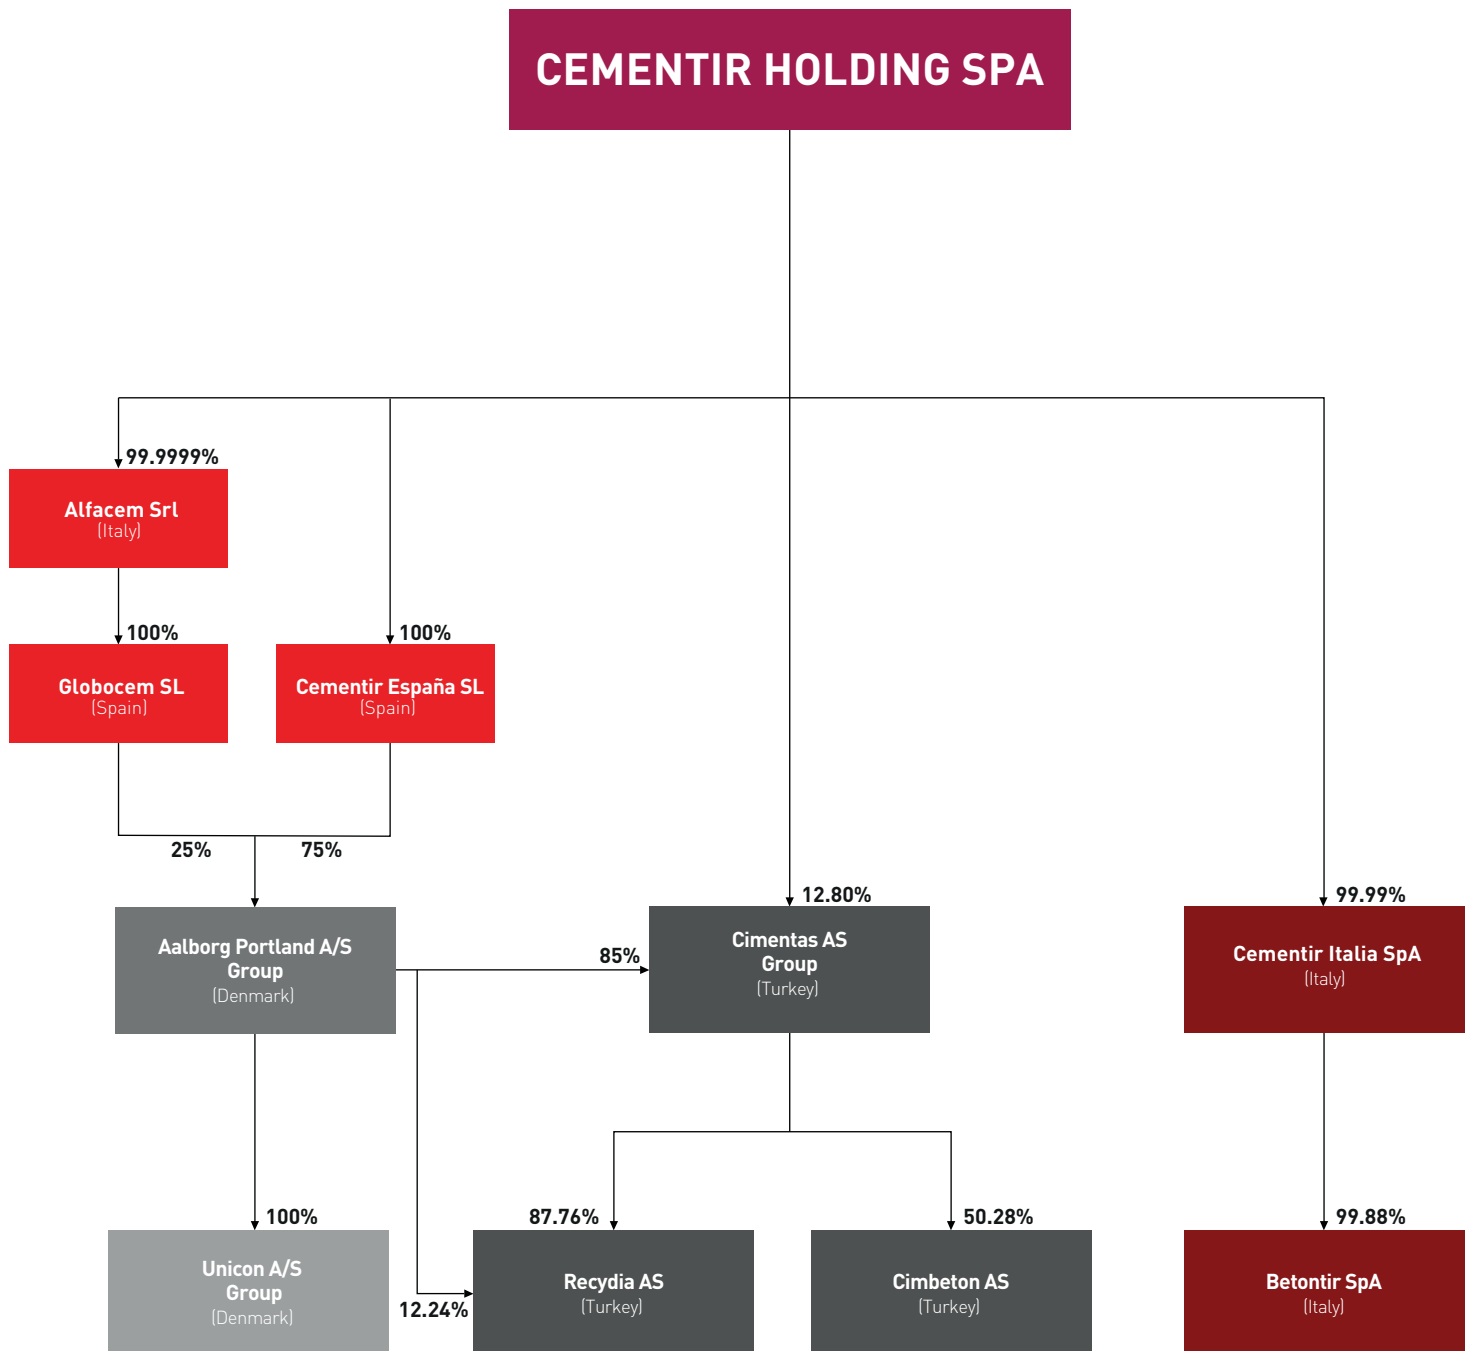 CEMENTIR HOLDING SPA
99.9999%
Alfacem Srl
(Italy)
100%
100%
Globocem SL
(Spain)
Cementir España SL
(Spain)
25%
75%
12.80%
99.99%
Aalborg Portland A/S
Group
(Denmark)
85%
Cimentas AS
Group
(Turkey)
Cementir Italia SpA
(Italy)
100%
87.76%
50.28%
99.88%
Unicon A/S
Group
(Denmark)
12.24%
Recydia AS
(Turkey)
Cimbeton AS
(Turkey)
Betontir SpA
(Italy)